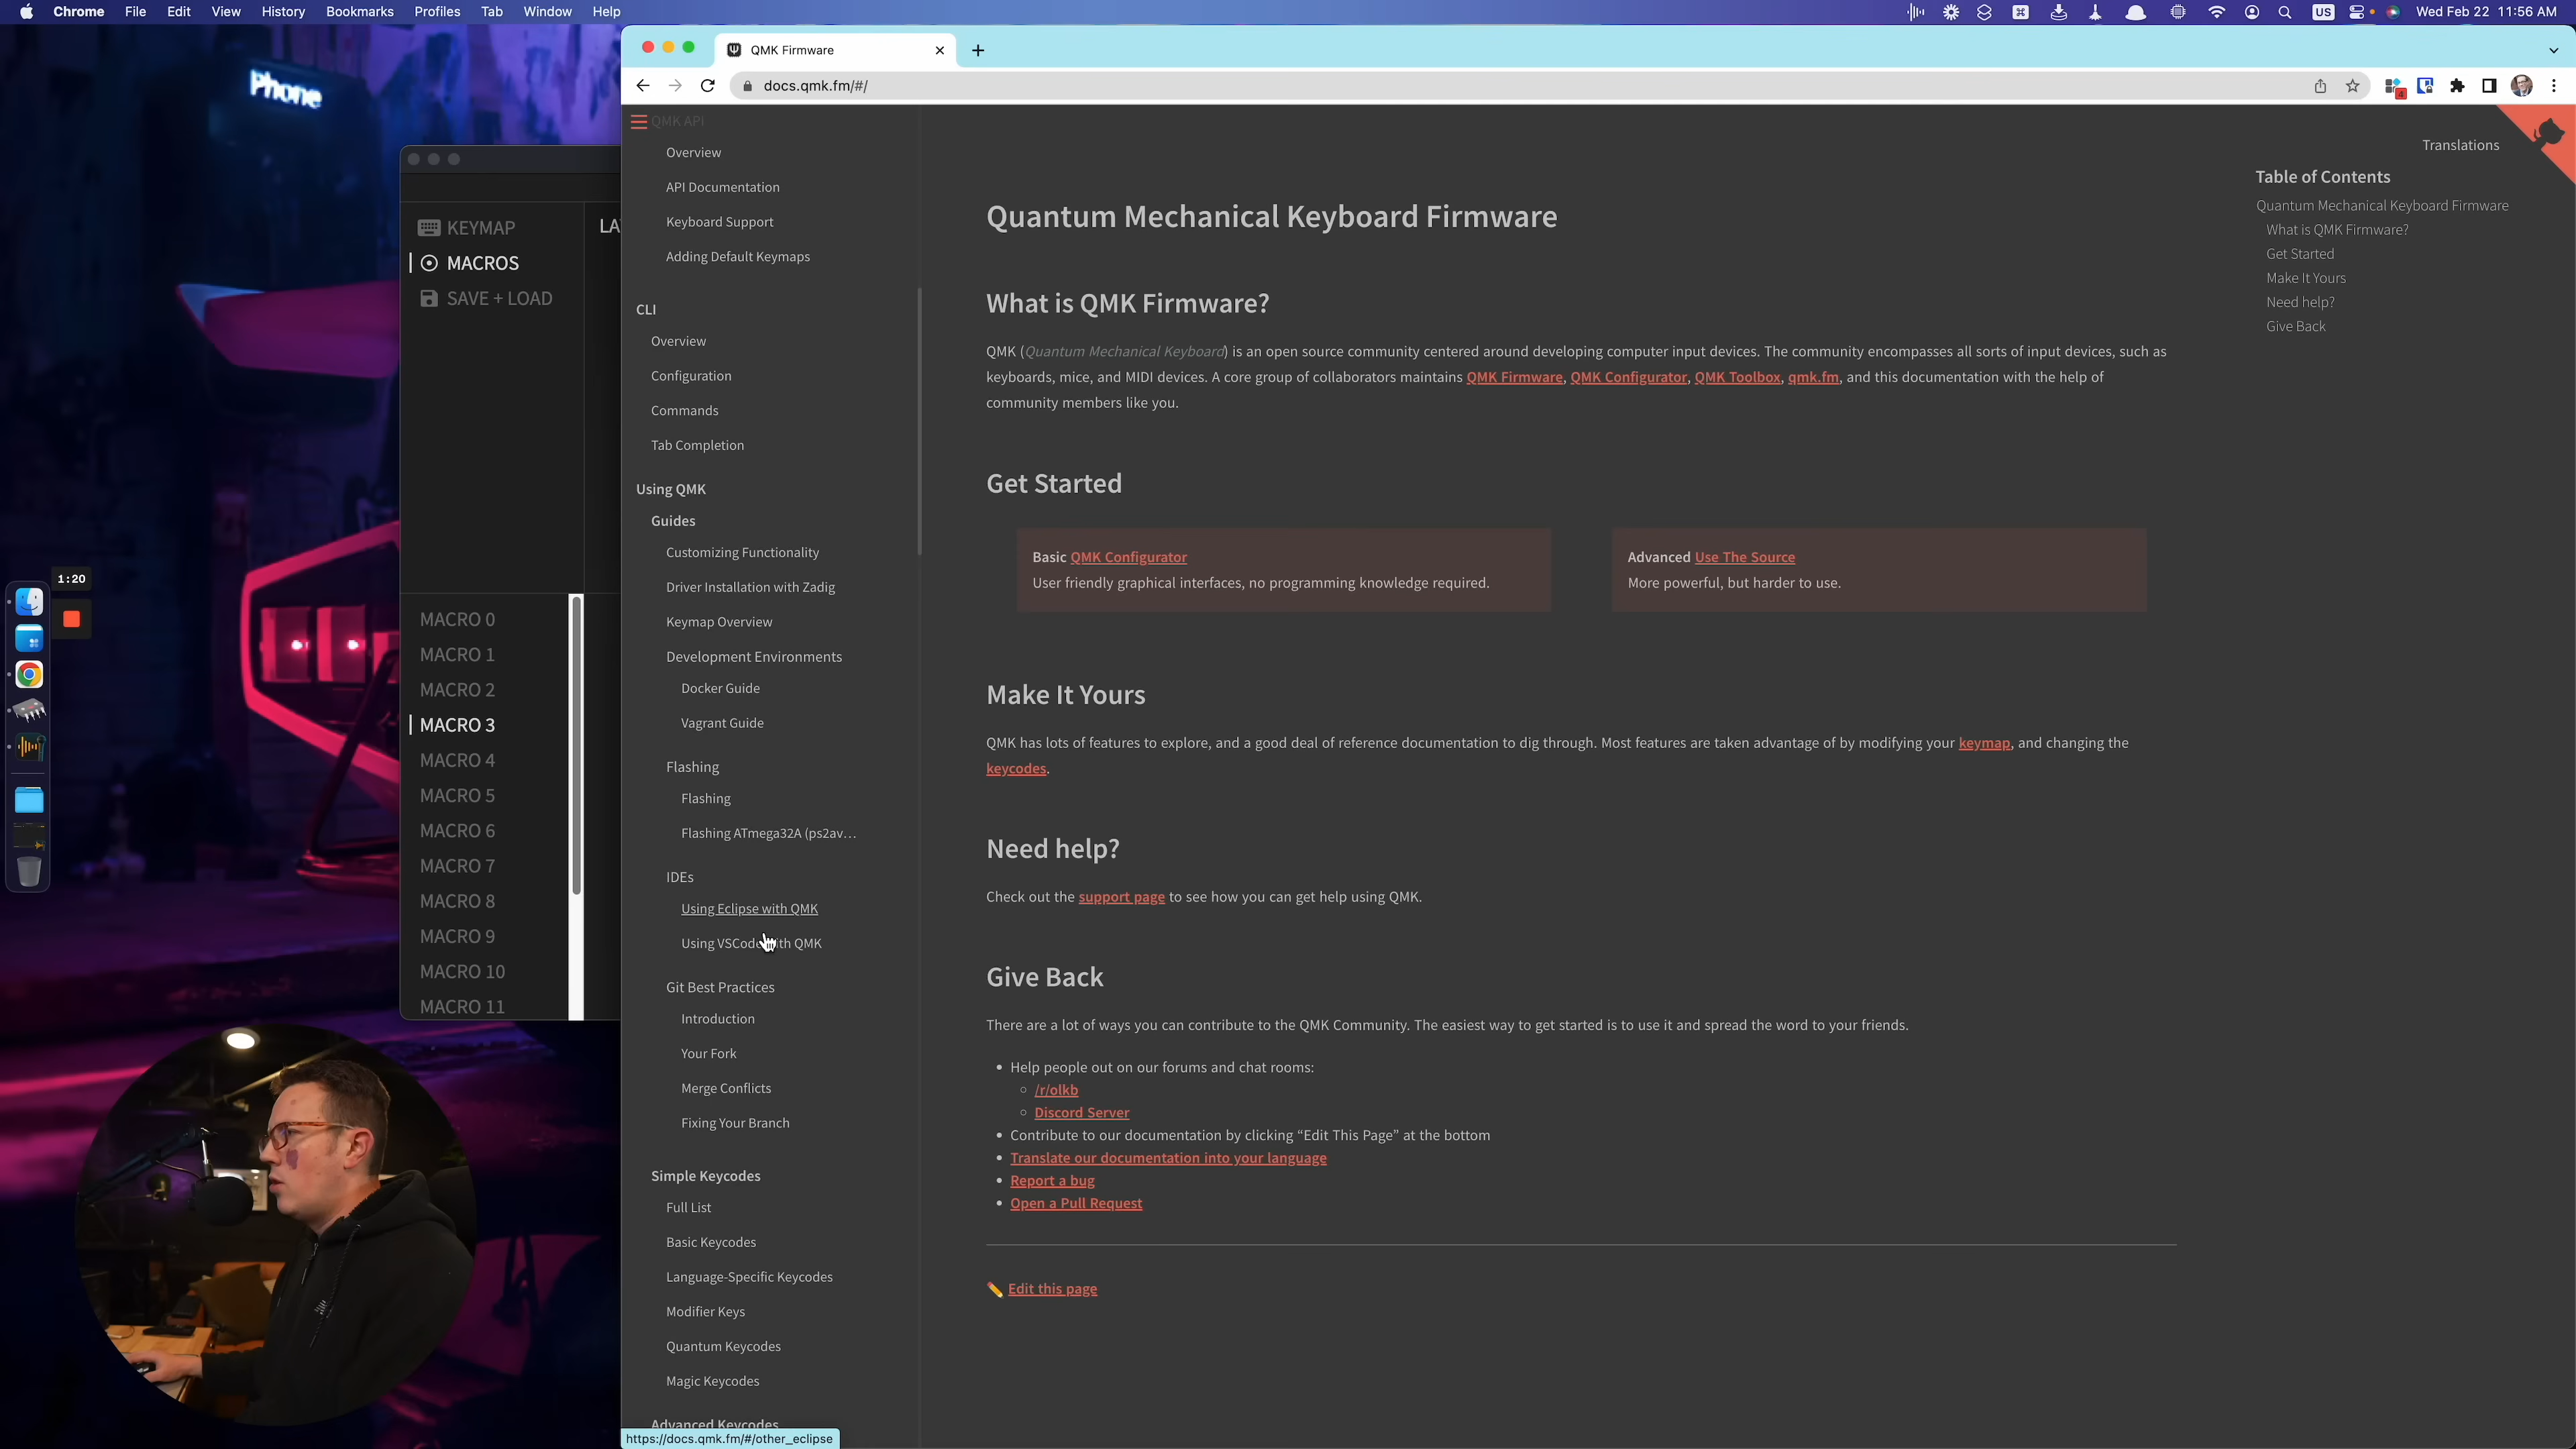 Chrome File Edit View History Bookmarks Profiles Tab Window Help
US Wed Feb 22 11:56 AM
Phone
QMK Firmware
docs.qmk.fm/#/
4
KEYMAP
MACROS
SAVE + LOAD
LA
1:20
MACRO 0
MACRO 1
MACRO 2
MACRO 3
MACRO 4
MACRO 5
MACRO 6
MACRO 7
MACRO 8
MACRO 9
MACRO 10
MACRO 11
QMK API
Overview
API Documentation
Keyboard Support
Adding Default Keymaps
CLI
Overview
Configuration
Commands
Tab Completion
Using QMK
Guides
Customizing Functionality
Driver Installation with Zadig
Keymap Overview
Development Environments
Docker Guide
Vagrant Guide
Flashing
Flashing
Flashing ATmega32A (ps2av…
IDEs
Using Eclipse with QMK
Using VSCode with QMK
Git Best Practices
Introduction
Your Fork
Merge Conflicts
Fixing Your Branch
Simple Keycodes
Full List
Basic Keycodes
Language-Specific Keycodes
Modifier Keys
Quantum Keycodes
Magic Keycodes
Advanced Keycodes
https://docs.qmk.fm/#/other_eclipse
Quantum Mechanical Keyboard Firmware
What is QMK Firmware?
QMK (Quantum Mechanical Keyboard) is an open source community centered around developing computer input devices. The community encompasses all sorts of input devices, such as
keyboards, mice, and MIDI devices. A core group of collaborators maintains QMK Firmware, QMK Configurator, QMK Toolbox, qmk.fm, and this documentation with the help of
community members like you.
Get Started
Basic QMK Configurator
User friendly graphical interfaces, no programming knowledge required.
Advanced Use The Source
More powerful, but harder to use.
Make It Yours
QMK has lots of features to explore, and a good deal of reference documentation to dig through. Most features are taken advantage of by modifying your keymap, and changing the
keycodes.
Need help?
Check out the support page to see how you can get help using QMK.
Give Back
There are a lot of ways you can contribute to the QMK Community. The easiest way to get started is to use it and spread the word to your friends.
• Help people out on our forums and chat rooms:
○ /r/olkb
○ Discord Server
• Contribute to our documentation by clicking “Edit This Page” at the bottom
• Translate our documentation into your language
• Report a bug
• Open a Pull Request
Edit this page
Translations
Table of Contents
Quantum Mechanical Keyboard Firmware
What is QMK Firmware?
Get Started
Make It Yours
Need help?
Give Back